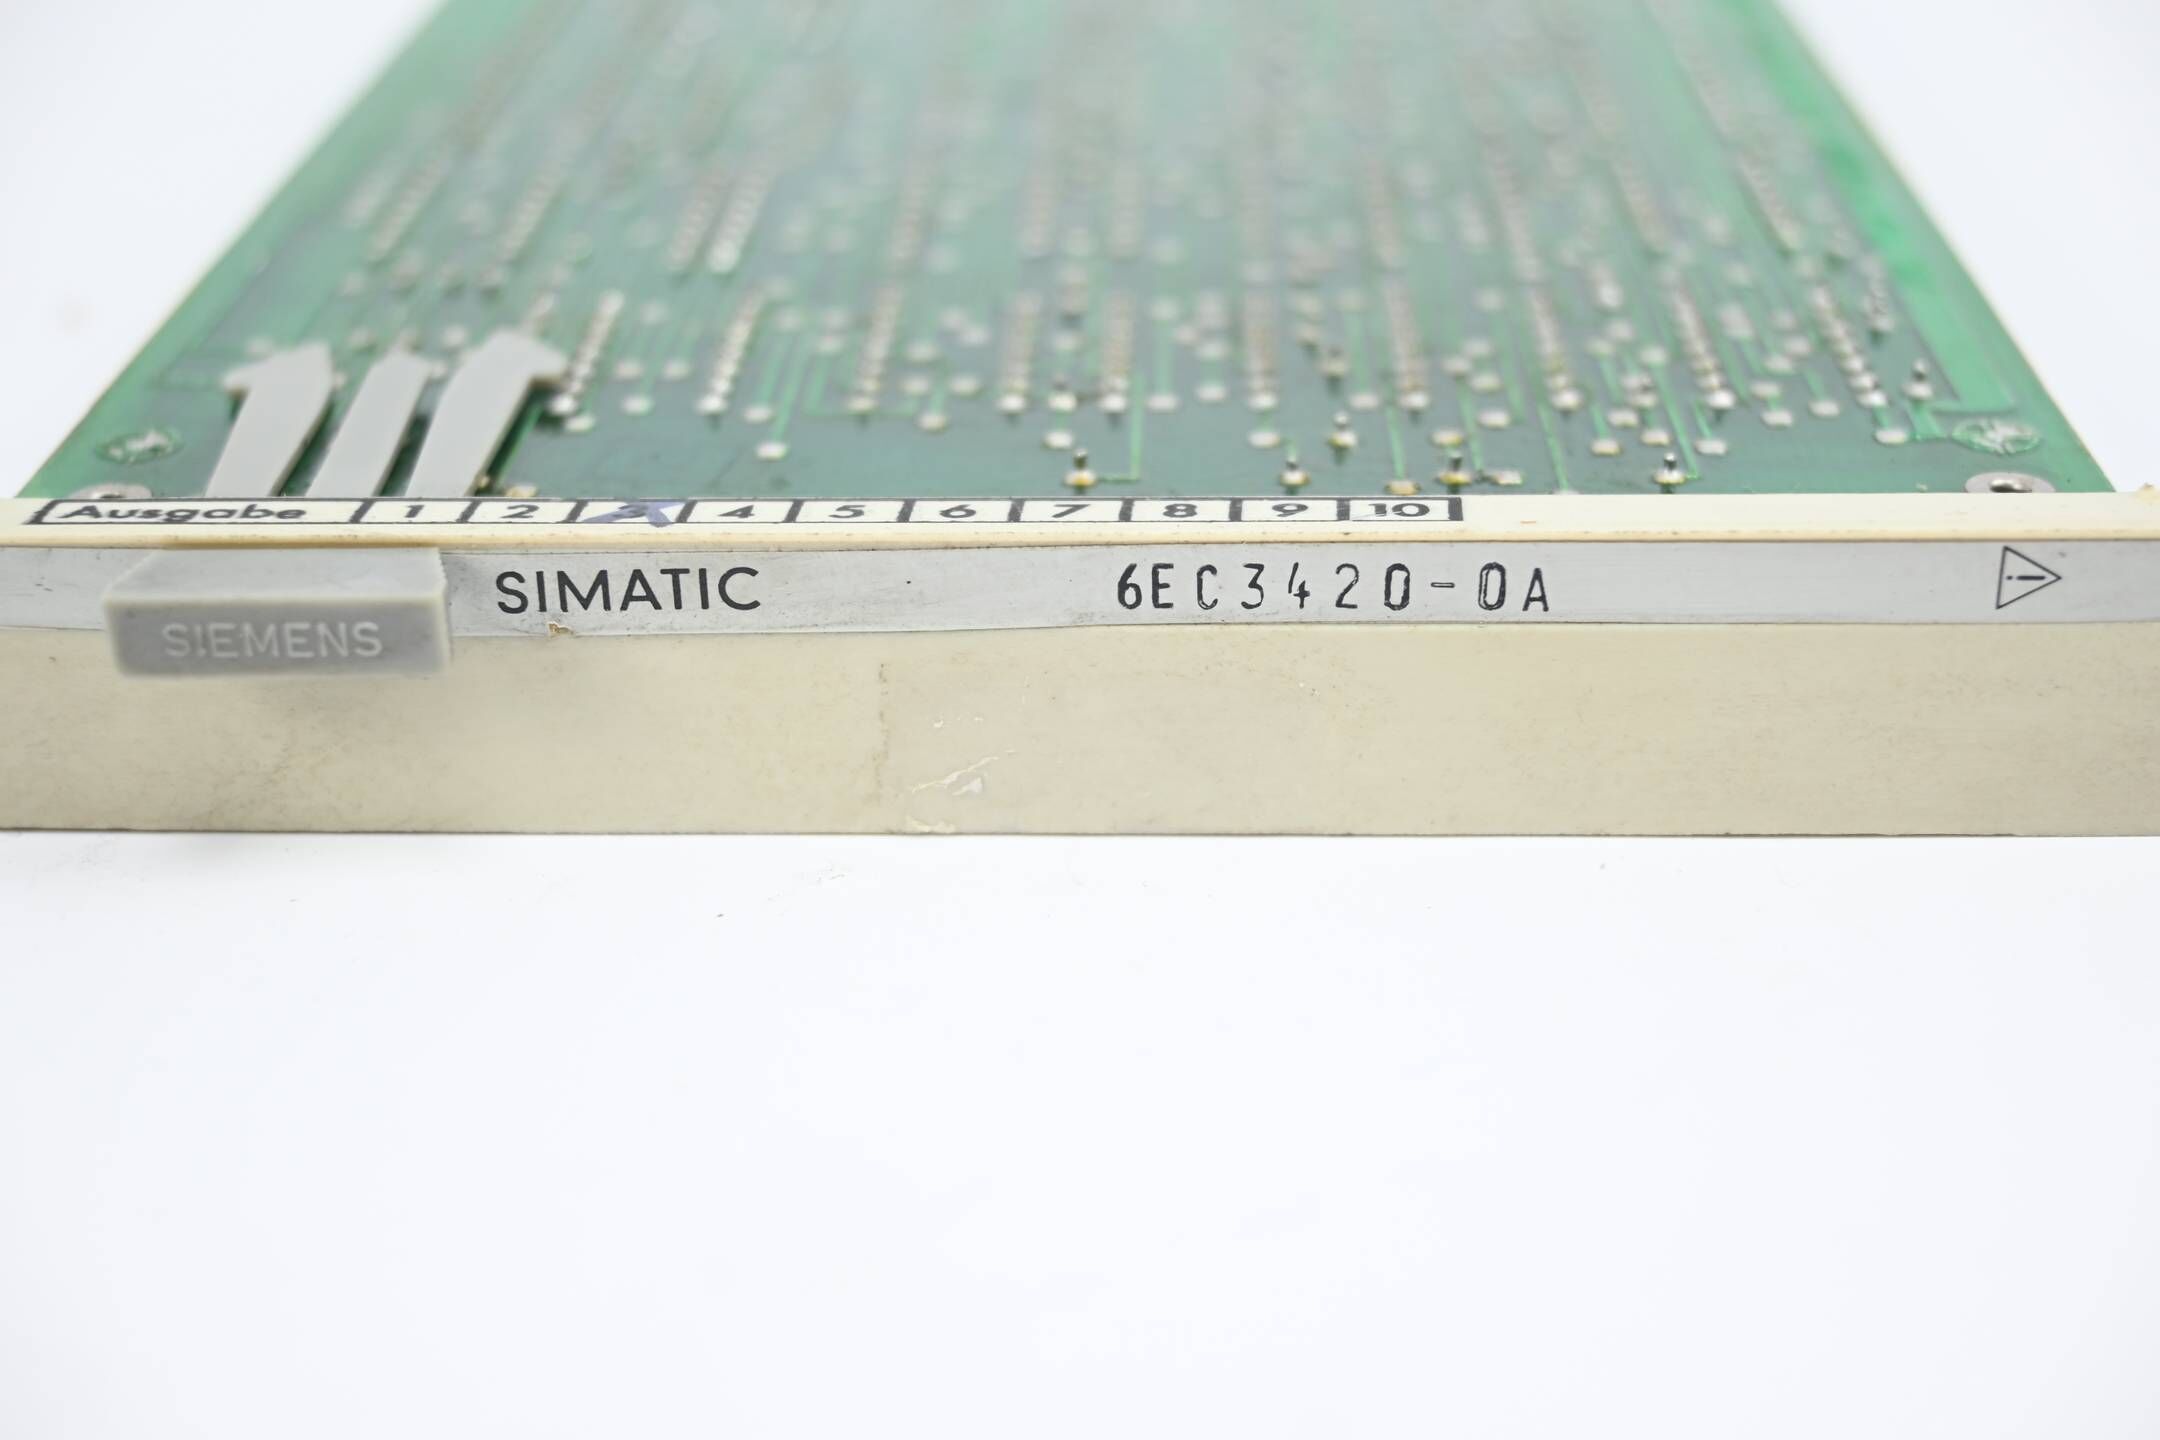 Ausgabe 1 2 3 4 5 6 7 8 9 10
SIMATIC 6EC3420-0A
SIEMENS